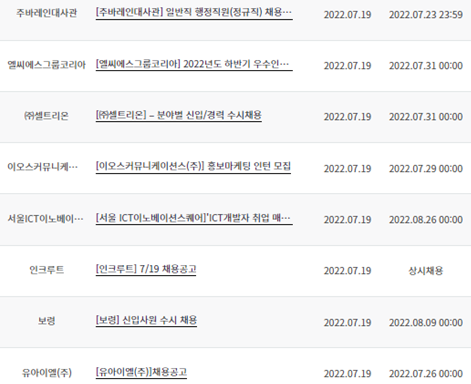 주바레인대사관 [주바레인대사관] 일반직 행정직원(정규직) 채용… 2022.07.19 2022.07.23 23:59
앨씨에스그룹코리아 [앨씨에스그룹코리아] 2022년도 하반기 우수인… 2022.07.19 2022.07.31 00:00
㈜셀트리온 [㈜셀트리온] – 분야별 신입/경력 수시채용 2022.07.19 2022.07.31 00:00
이오스커뮤니케… [이오스커뮤니케이션스(주)] 홍보마케팅 인턴 모집 2022.07.19 2022.07.29 00:00
서울ICT이노베이… [서울 ICT이노베이션스퀘어]'ICT개발자 취업 매… 2022.07.19 2022.08.26 00:00
인크루트 [인크루트] 7/19 채용공고 2022.07.19 상시채용
보령 [보령] 신입사원 수시 채용 2022.07.19 2022.08.09 00:00
유아이엘(주) [유아이엘(주)]채용공고 2022.07.19 2022.07.26 00:00